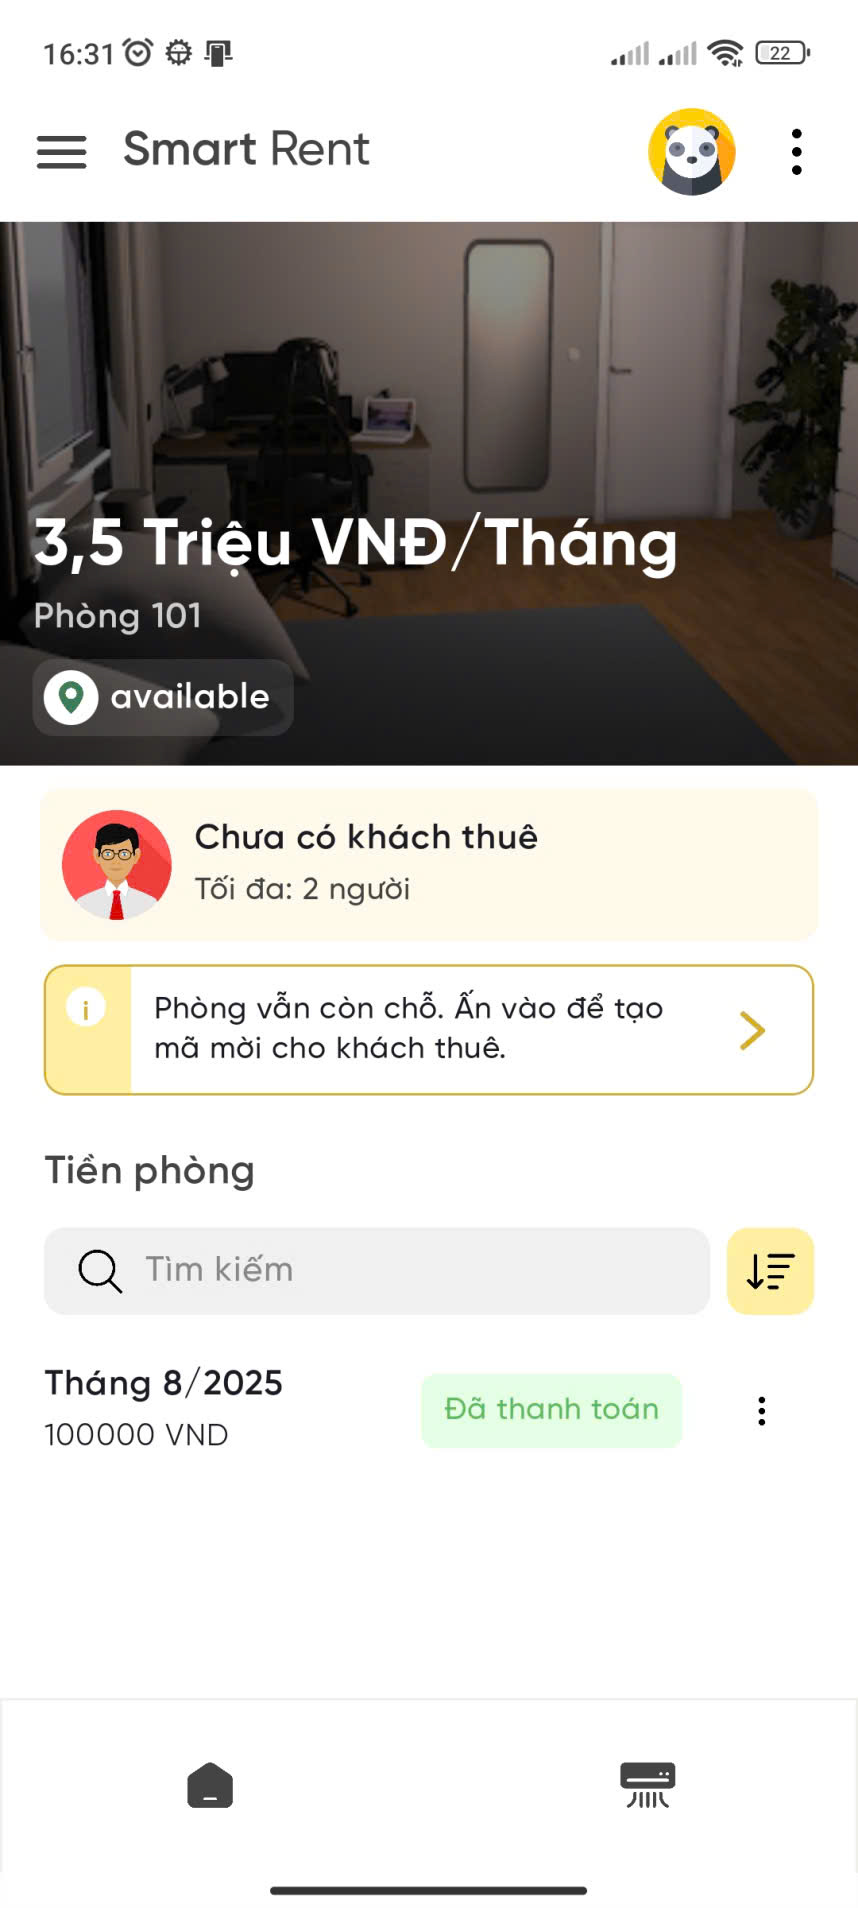 16:31
22
Smart Rent
3,5 Triệu VNĐ/Tháng
Phòng 101
available
Chưa có khách thuê
Tối đa: 2 người
i
Phòng vẫn còn chỗ. Ấn vào để tạo
mã mời cho khách thuê.
Tiền phòng
Tìm kiếm
Tháng 8/2025
Đã thanh toán
100000 VND